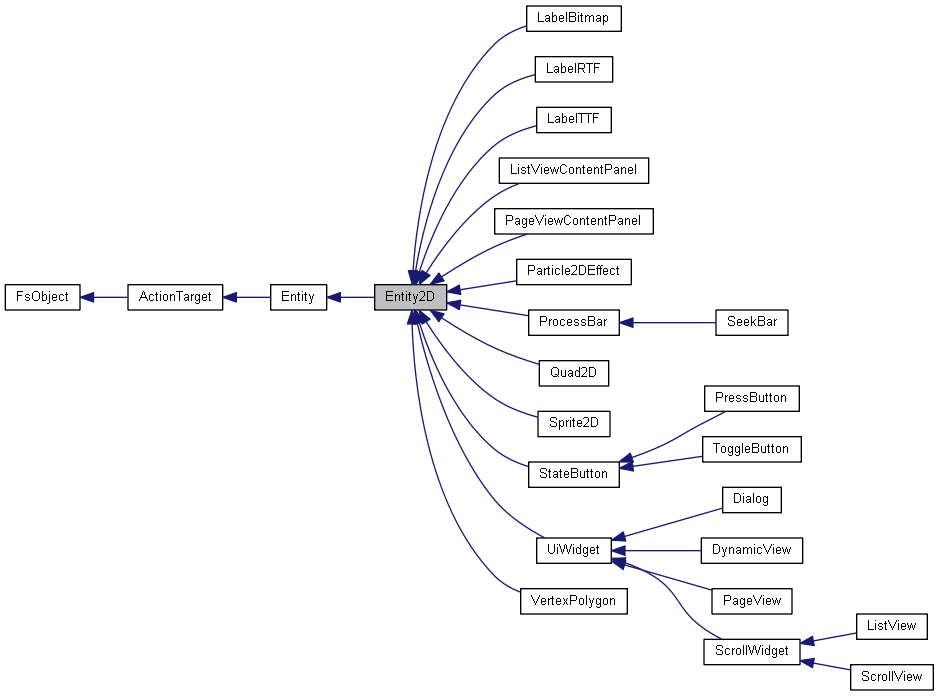 LabelBitmap
LabelRTF
LabelTTF
ListViewContentPanel
PageViewContentPanel
Particle2DEffect
FsObject
ActionTarget
Entity
Entity2D
ProcessBar
SeekBar
Quad2D
PressButton
Sprite2D
ToggleButton
StateButton
Dialog
UiWidget
DynamicView
VertexPolygon
PageView
ListView
ScrollWidget
ScrollView